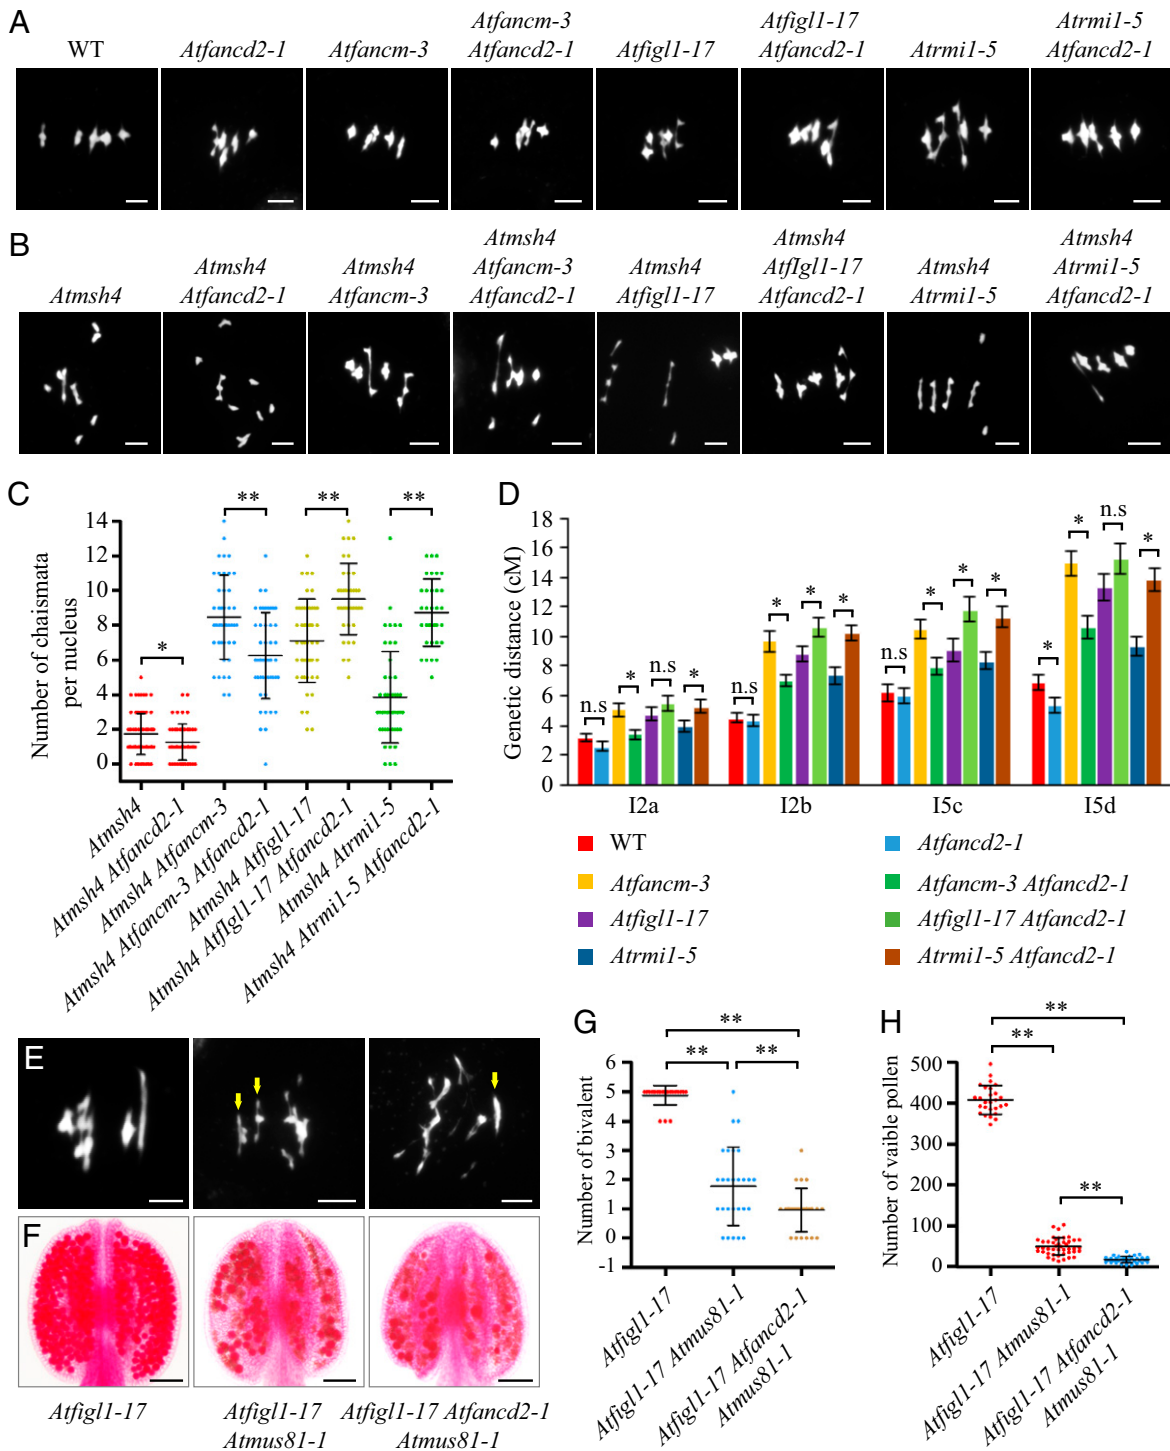 A
WT
Atfancd2-1
Atfancm-3
Atfancm-3
Atfancd2-1
Atfigl1-17
Atfigl1-17
Atfancd2-1
Atrmi1-5
Atrmi1-5
Atfancd2-1
B
Atmsh4
Atmsh4
Atfancd2-1
Atmsh4
Atfancm-3
Atmsh4
Atfancm-3
Atfancd2-1
Atmsh4
Atfigl1-17
Atmsh4
AtfIgl1-17
Atfancd2-1
Atmsh4
Atrmi1-5
Atmsh4
Atrmi1-5
Atfancd2-1
C
Number of chaismata
per nucleus
14
12
10
8
6
4
2
0
*
**
**
**
Atmsh4
Atmsh4 Atfancd2-1
Atmsh4 Atfancm-3
Atmsh4 Atfancm-3 Atfancd2-1
Atmsh4 Atfigl1-17
Atmsh4 AtfIgl1-17 Atfancd2-1
Atmsh4 Atrmi1-5
Atmsh4 Atrmi1-5 Atfancd2-1
D
Genetic distance (cM)
18
16
14
12
10
8
6
4
2
0
n.s
*
n.s
*
n.s
*
*
*
n.s
*
*
*
*
*
n.s
*
I2a
I2b
I5c
I5d
WT
Atfancd2-1
Atfancm-3
Atfancm-3 Atfancd2-1
Atfigl1-17
Atfigl1-17 Atfancd2-1
Atrmi1-5
Atrmi1-5 Atfancd2-1
E
F
Atfigl1-17
Atfigl1-17
Atmus81-1
Atfigl1-17 Atfancd2-1
Atmus81-1
G
Number of bivalent
6
5
4
3
2
1
0
-1
**
**
**
Atfigl1-17
Atfigl1-17 Atmus81-1
Atfigl1-17 Atfancd2-1
Atmus81-1
H
Number of vaible pollen
500
400
300
200
100
0
**
**
**
Atfigl1-17
Atfigl1-17 Atmus81-1
Atfigl1-17 Atfancd2-1
Atmus81-1